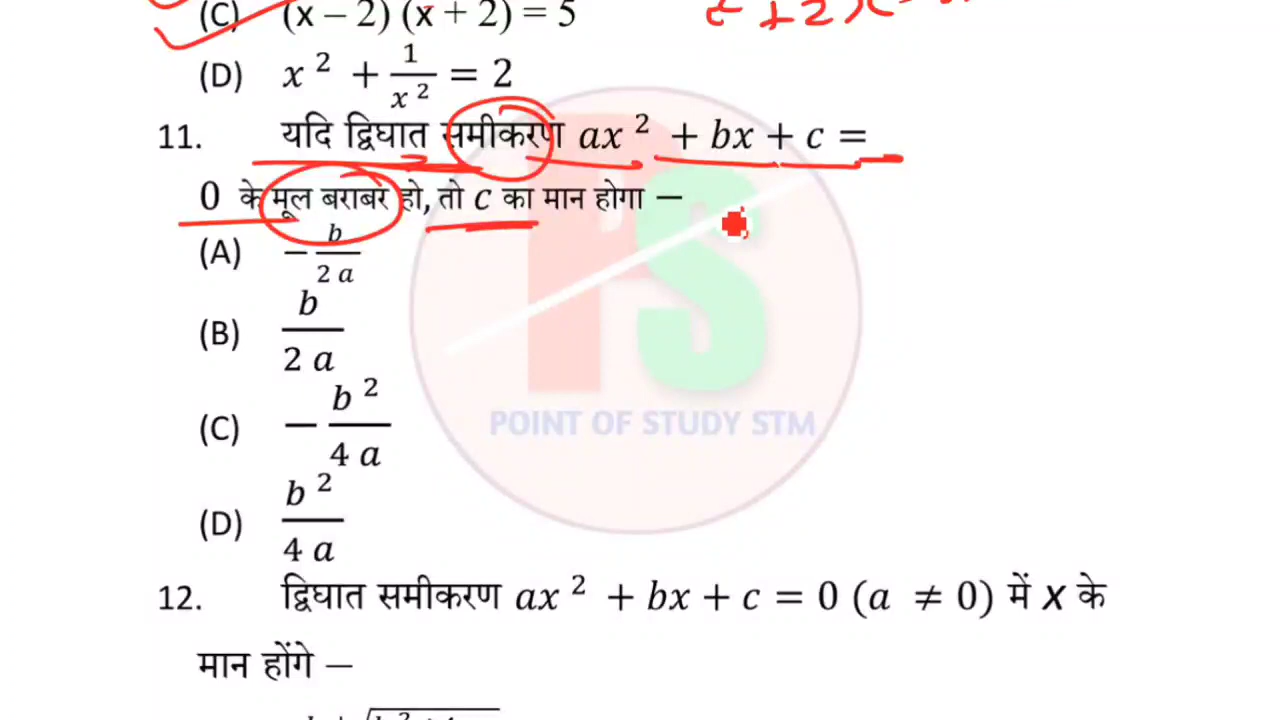 (C) (x – 2) (x + 2) = 5
(D) x² + 1/x² = 2
11. यदि द्विघात समीकरण ax² + bx + c =
0 के मूल बराबर हो, तो c का मान होगा –
(A) – b/2a
(B) b/2a
(C) – b²/4a
(D) b²/4a
POINT OF STUDY STM
12. द्विघात समीकरण ax² + bx + c = 0 (a ≠ 0) में x के
मान होंगे –